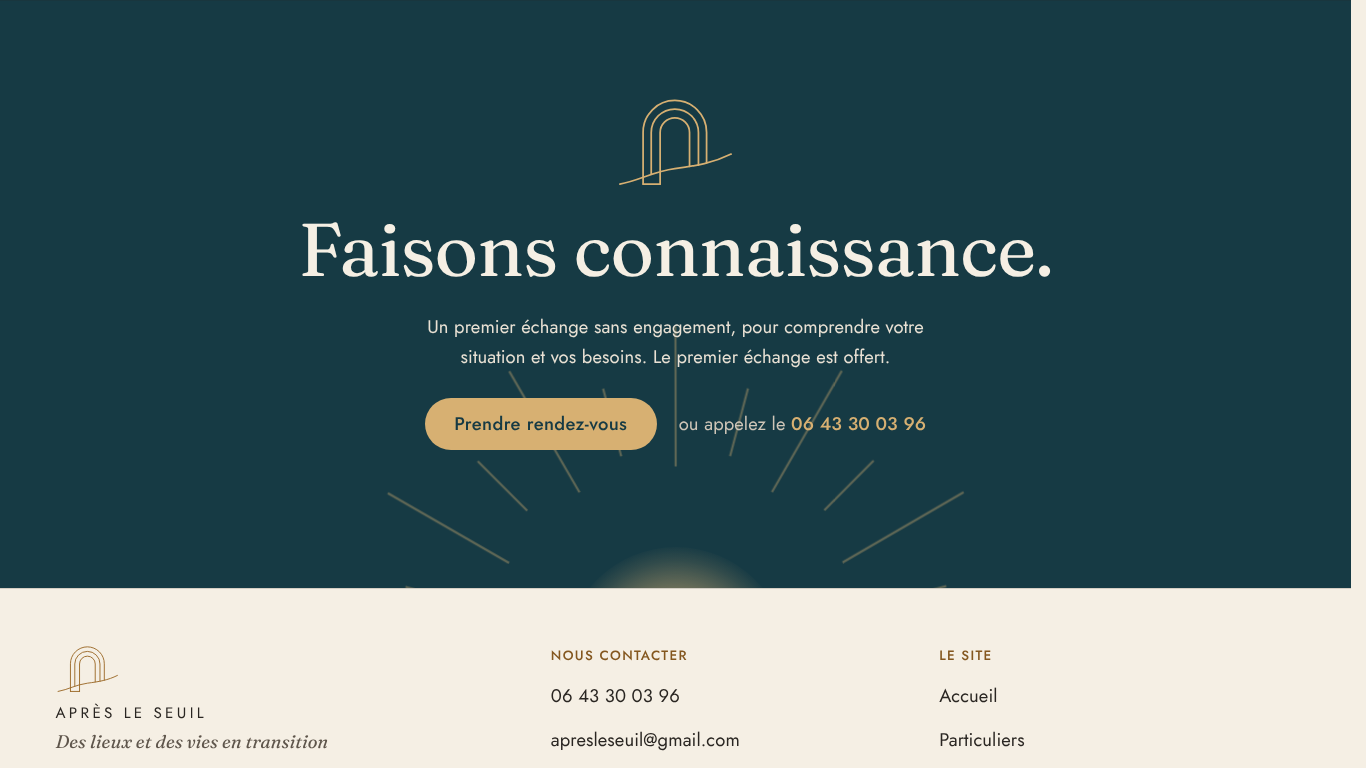 Faisons connaissance.
Un premier échange sans engagement, pour comprendre votre
situation et vos besoins. Le premier échange est offert.
Prendre rendez-vous
ou appelez le 06 43 30 03 96
APRÈS LE SEUIL
Des lieux et des vies en transition
NOUS CONTACTER
06 43 30 03 96
apresleseuil@gmail.com
LE SITE
Accueil
Particuliers